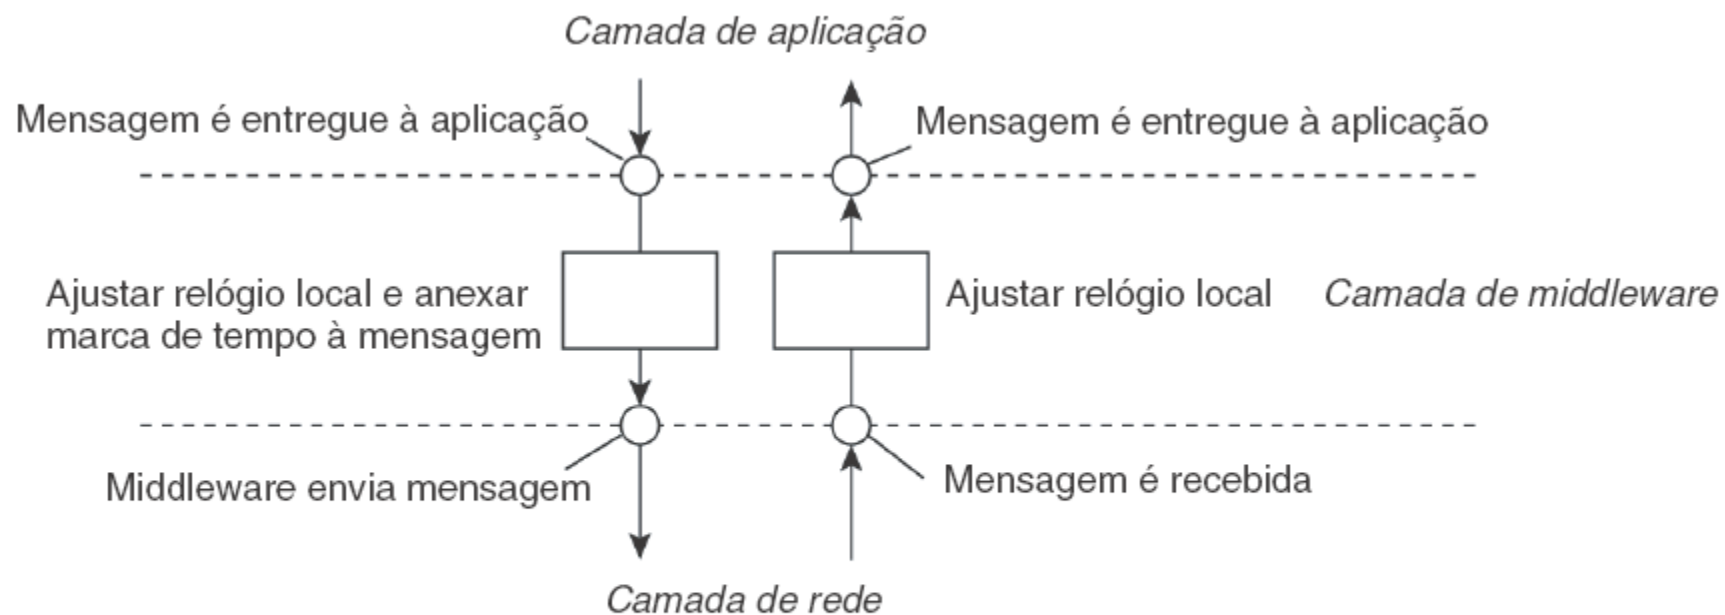 Camada de aplicação
Mensagem é entregue à aplicação
Mensagem é entregue à aplicação
Ajustar relógio local e anexar
marca de tempo à mensagem
Ajustar relógio local
Camada de middleware
Middleware envia mensagem
Mensagem é recebida
Camada de rede